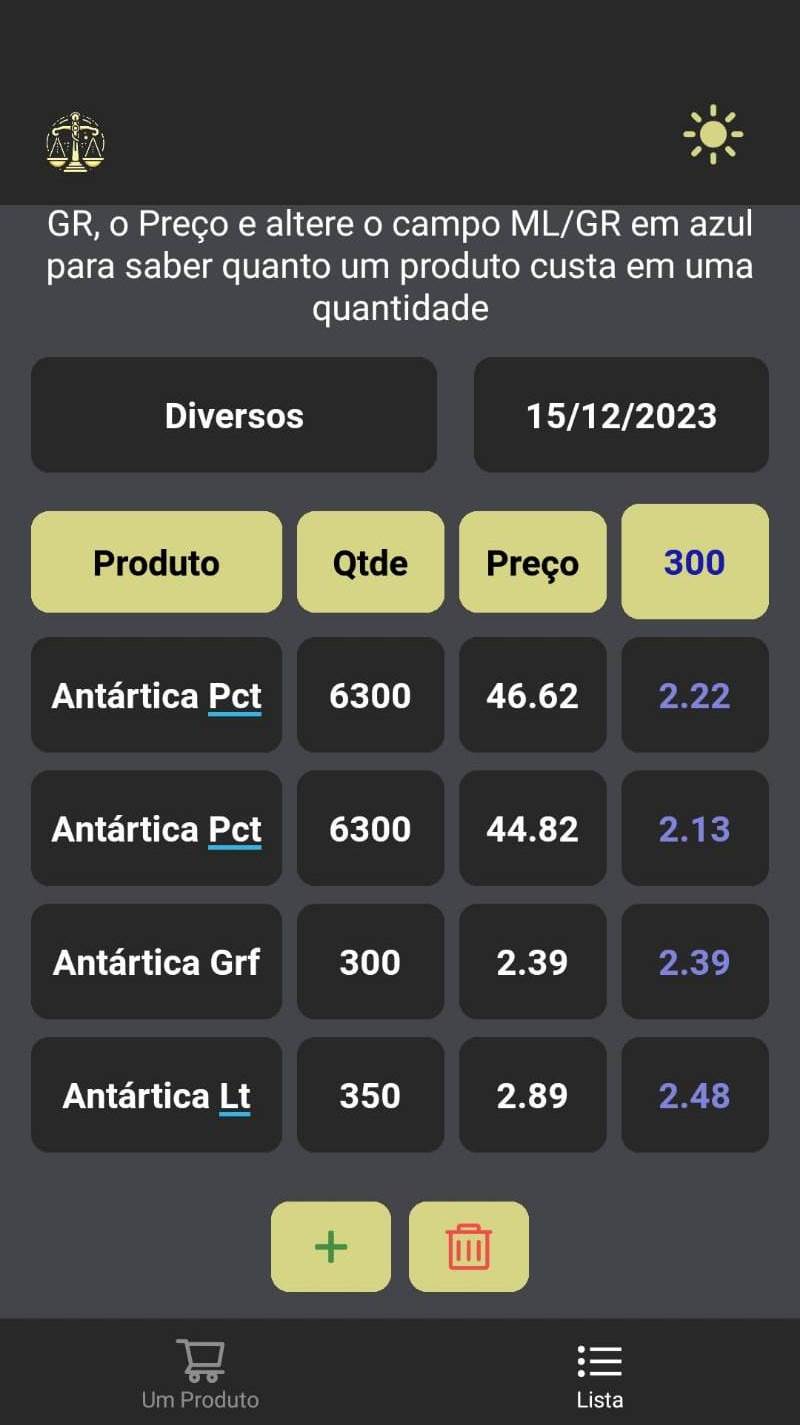 GR, o Preço e altere o campo ML/GR em azul
para saber quanto um produto custa em uma
quantidade
Diversos 15/12/2023
Produto Qtde Preço 300
Antártica Pct 6300 46.62 2.22
Antártica Pct 6300 44.82 2.13
Antártica Grf 300 2.39 2.39
Antártica Lt 350 2.89 2.48
+
Um Produto Lista